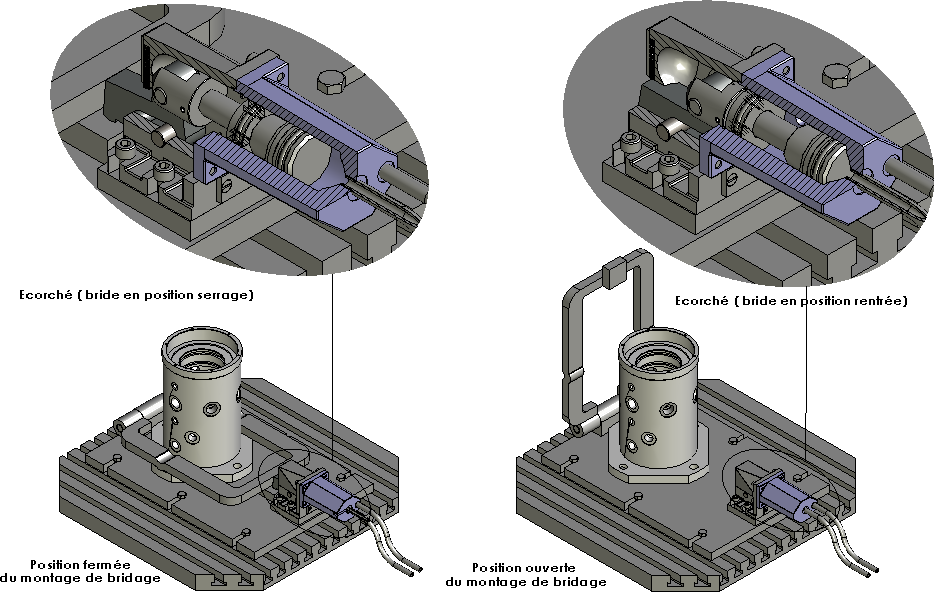 Ecorché ( bride en position serrage)
Ecorché ( bride en position rentrée)
Position fermée
du montage de bridage
Position ouverte
du montage de bridage